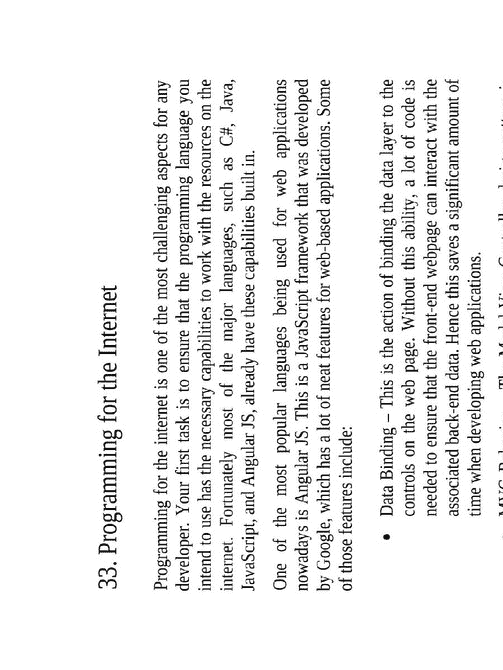 33. Programming for the Internet
Programming for the internet is one of the most challenging aspects for any
developer. Your first task is to ensure that the programming language you
intend to use has the necessary capabilities to work with the resources on the
internet. Fortunately most of the major languages, such as C#, Java,
JavaScript, and Angular JS, already have these capabilities built in.
One of the most popular languages being used for web applications
nowadays is Angular JS. This is a JavaScript framework that was developed
by Google, which has a lot of neat features for web-based applications. Some
of those features include:
• Data Binding – This is the action of binding the data layer to the
controls on the web page. Without this ability, a lot of code is
needed to ensure that the front-end webpage can interact with the
associated back-end data. Hence this saves a significant amount of
time when developing web applications.